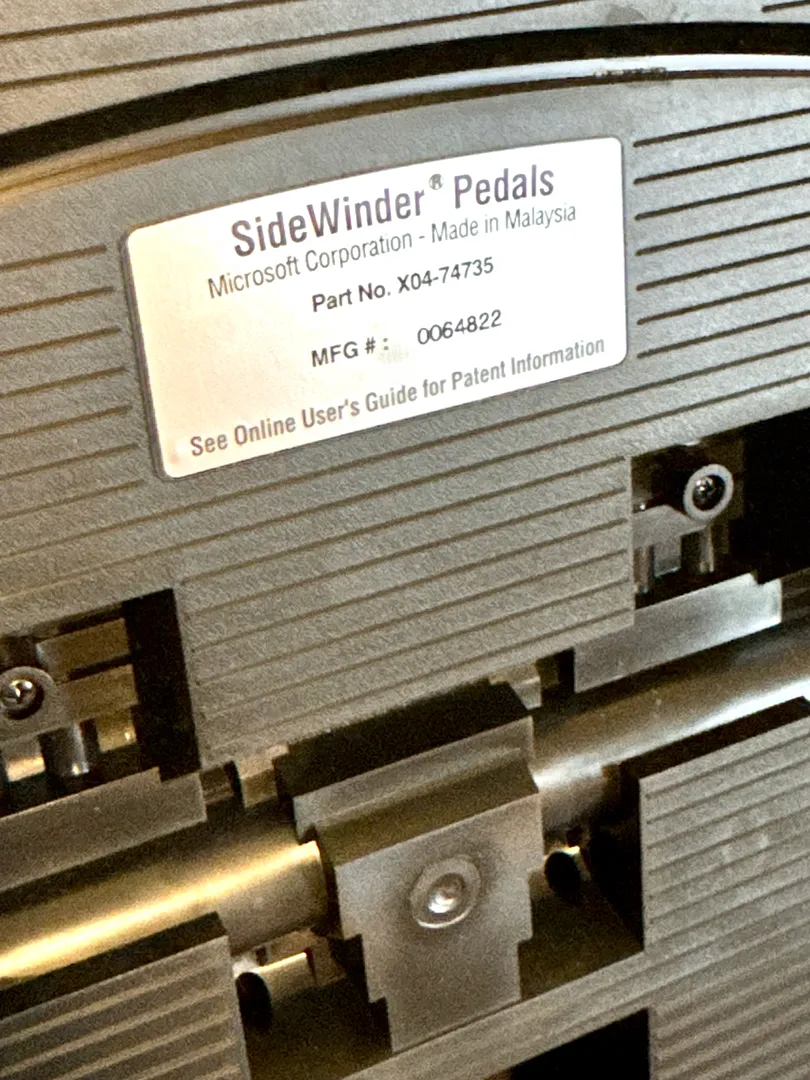 SideWinder® Pedals
Microsoft Corporation - Made in Malaysia
Part No. X04-74735
MFG # : 0064822
See Online User's Guide for Patent Information